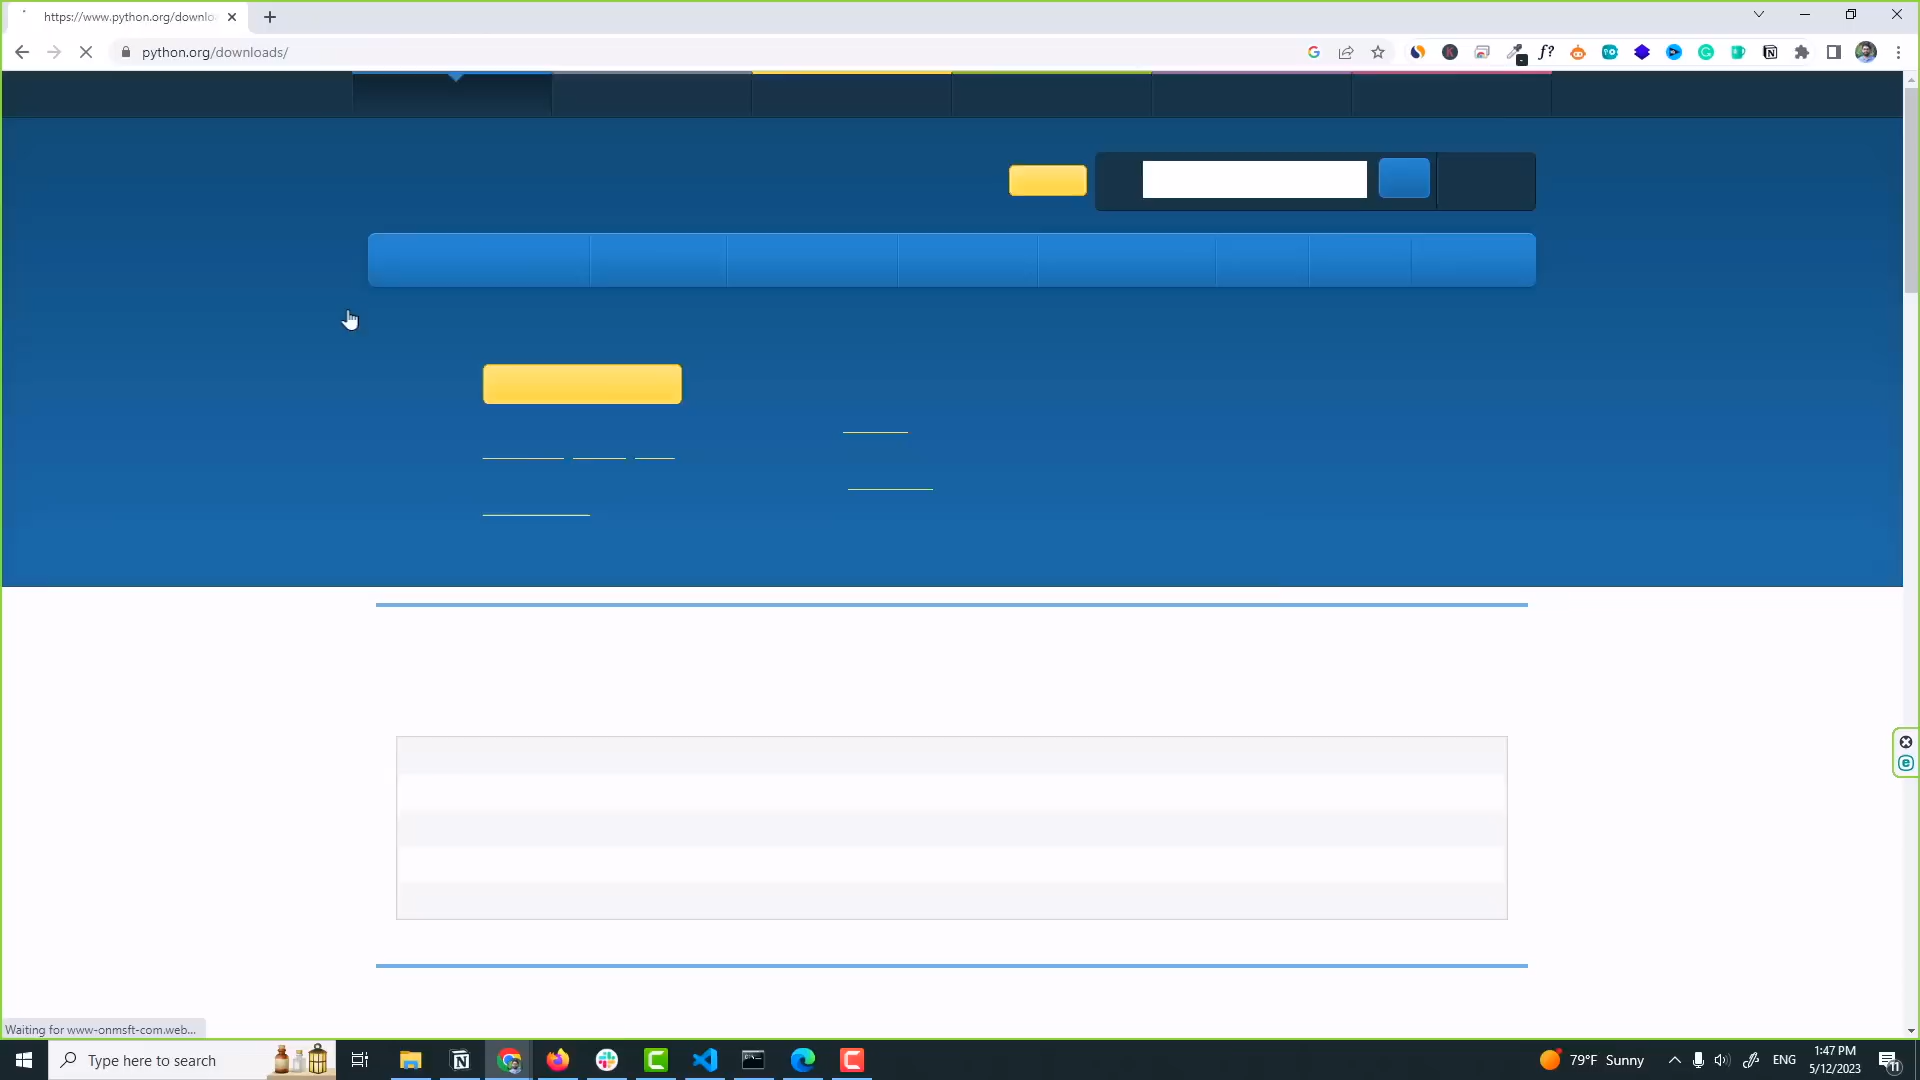 https://www.python.org/downlo
python.org/downloads/
f?
Waiting for www-onmsft-com.web...
Type here to search
79°F Sunny
ENG
1:47 PM
5/12/2023
11